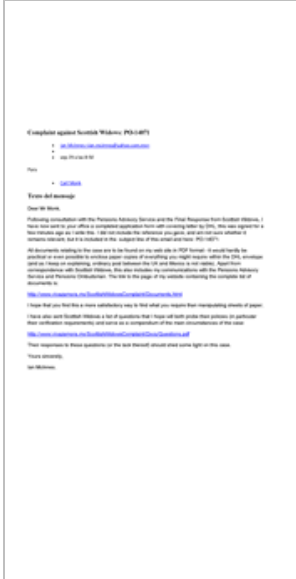 Complaint against Scottish Widows: PO-14071
Para
Carl Monk
Texto del mensaje
Dear Mr Monk,
Following consultation with the Pensions Advisory Service and the Final Response from Scottish Widows, I
have now sent to your office a completed application form with covering letter by DHL; this was signed for a
few minutes ago as I write this. I did not include the reference you gave, and am not sure whether it
remains relevant, but it is included in the subject line of this email and here: PO-14071.
All documents relating to the case are to be found on my web site in PDF format - it would hardly be
practical or even possible to enclose paper copies of everything you might require within the DHL envelope
(and as I keep on explaining, ordinary post between the UK and Mexico is not viable). Apart from
correspondence with Scottish Widows, this also includes my communications with the Pensions Advisory
Service and Pensions Ombudsman. The link to the page of my website containing the complete list of
documents is:
I hope that you find this a more satisfactory way to find what you require than manipulating sheets of paper.
I have also sent Scottish Widows a list of questions that I hope will both probe their policies (in particular
their verification requirements) and serve as a compendium of the main circumstances of the case:
Their responses to those questions (or the lack thereof) should shed some light on this case.
Yours sincerely,
Ian McInnes.